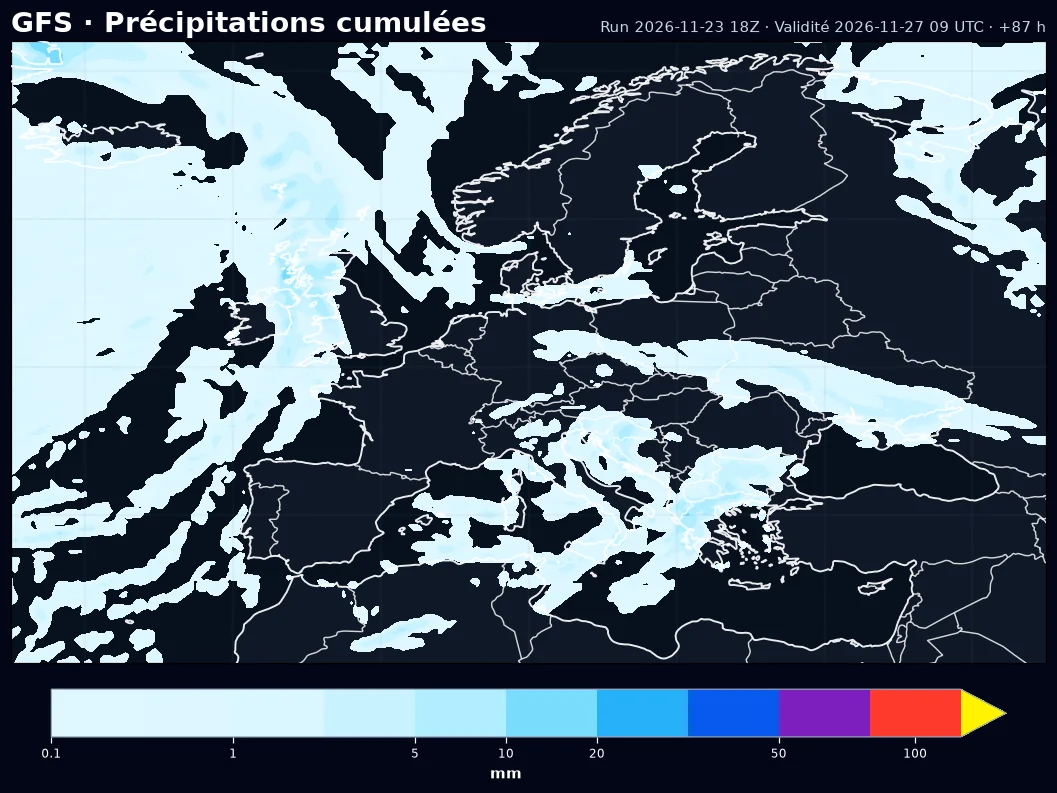 GFS · Précipitations cumulées
Run 2026-11-23 18Z · Validité 2026-11-27 09 UTC · +87 h
0.1 1 5 10 20 50 100
mm